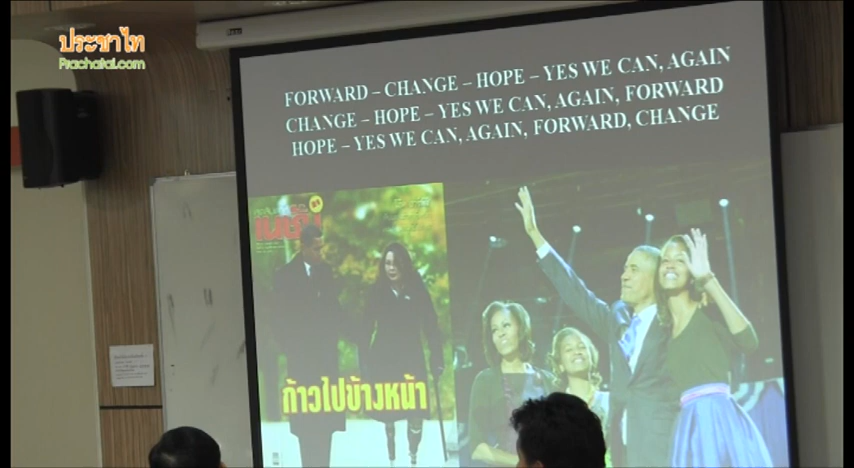 ประชาไท
Prachatai.com
FORWARD – CHANGE – HOPE – YES WE CAN, AGAIN
CHANGE – HOPE – YES WE CAN, AGAIN, FORWARD
HOPE – YES WE CAN, AGAIN, FORWARD, CHANGE
ก้าวไปข้างหน้า